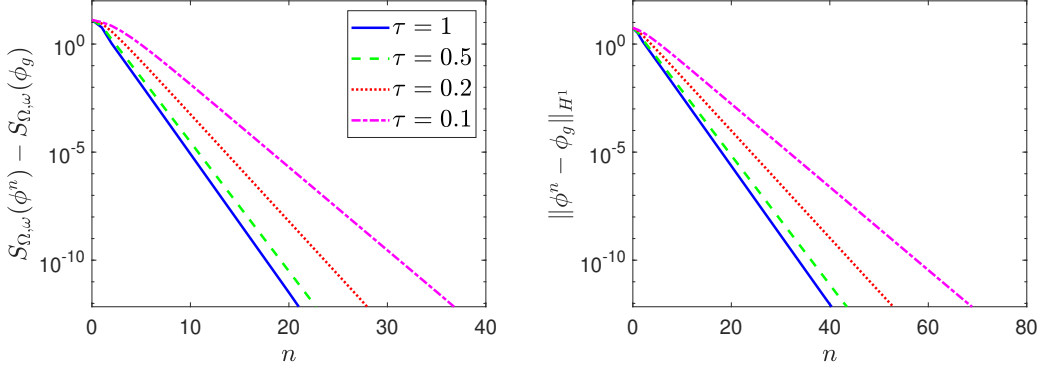 S_{Ω,ω}(ϕ^n) − S_{Ω,ω}(ϕ_g)
10^0
10^{-5}
10^{-10}
τ = 1
τ = 0.5
τ = 0.2
τ = 0.1
0 10 20 30 40
n
‖ϕ^n − ϕ_g‖_{H^1}
10^0
10^{-5}
10^{-10}
0 20 40 60 80
n